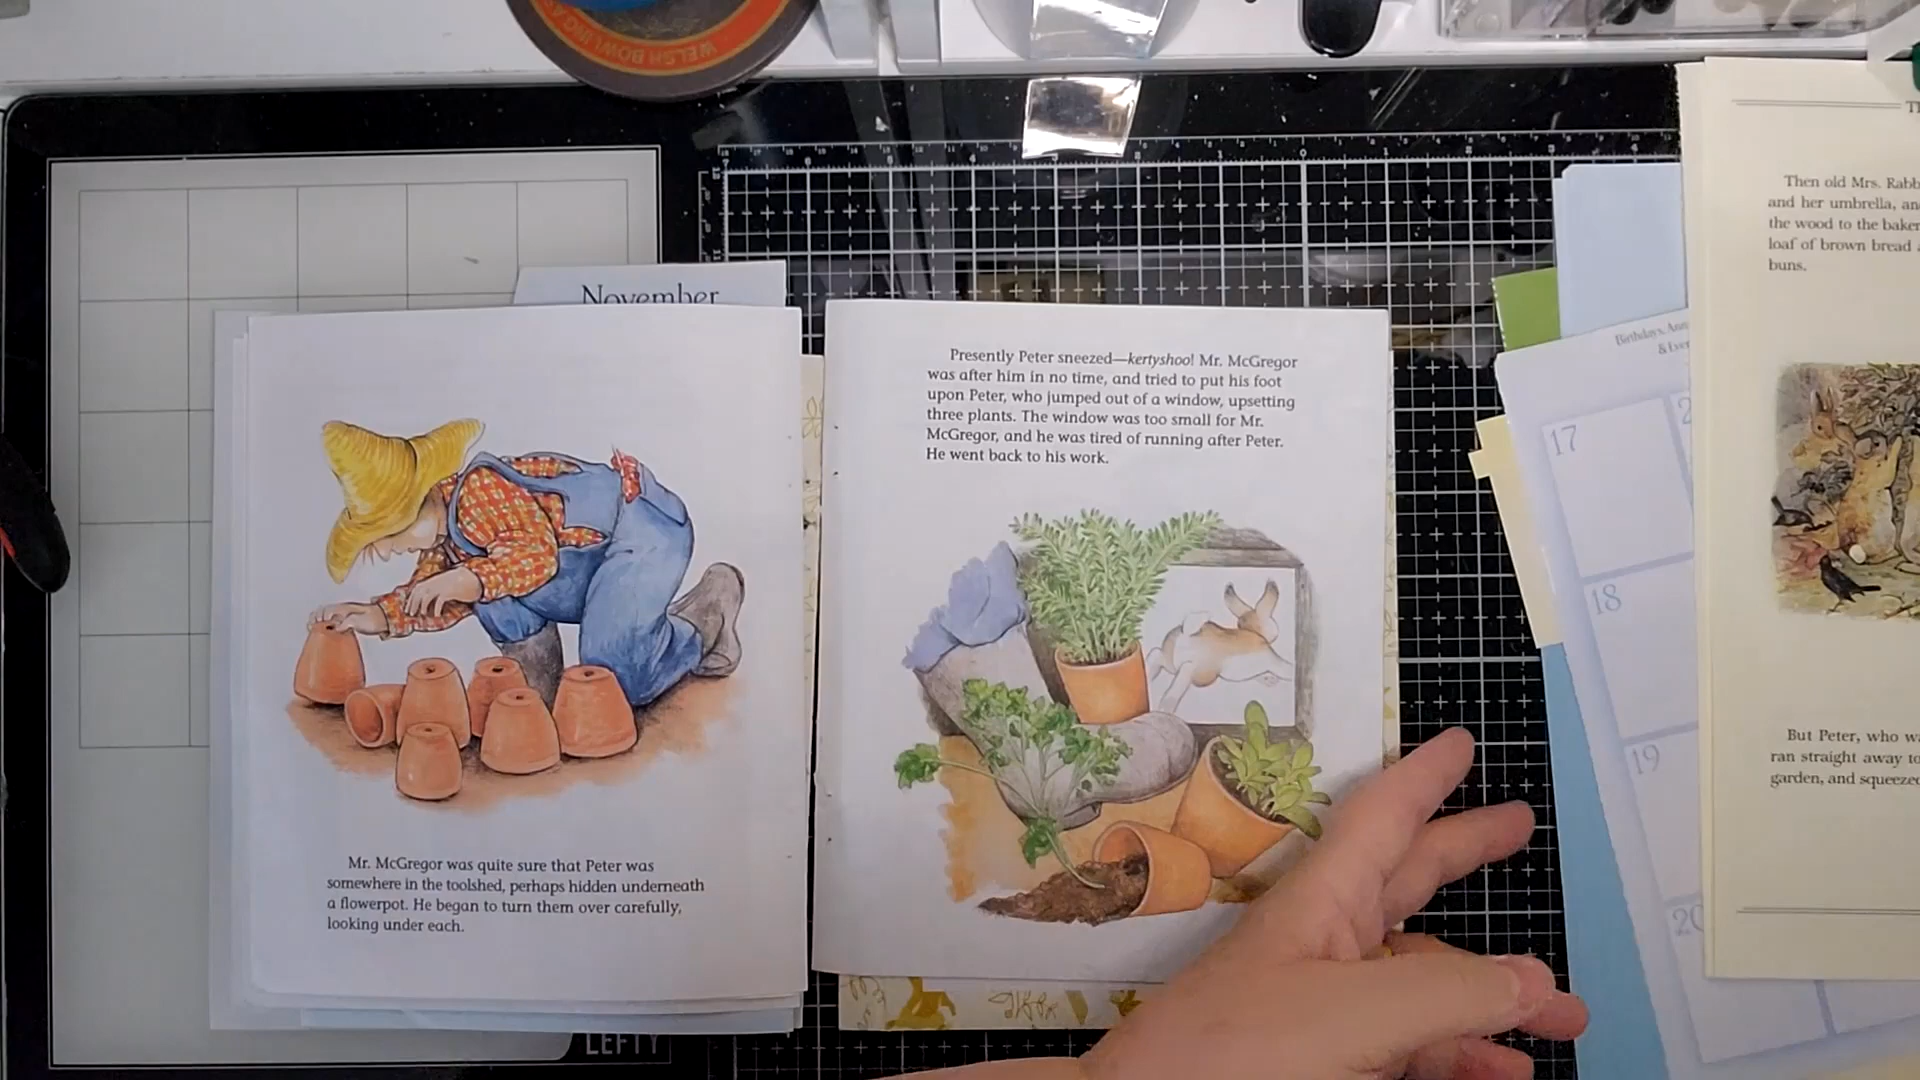 WELSH BOWLING
November
Mr. McGregor was quite sure that Peter was
somewhere in the toolshed, perhaps hidden underneath
a flowerpot. He began to turn them over carefully,
looking under each.
LEFTY
Presently Peter sneezed—kertyshoo! Mr. McGregor
was after him in no time, and tried to put his foot
upon Peter, who jumped out of a window, upsetting
three plants. The window was too small for Mr.
McGregor, and he was tired of running after Peter.
He went back to his work.
Birthdays,
17
18
19
20
Then old Mrs.
and her umbrella,
the wood to the
loaf of brown bread
buns.
But Peter, who
ran straight away
garden, and